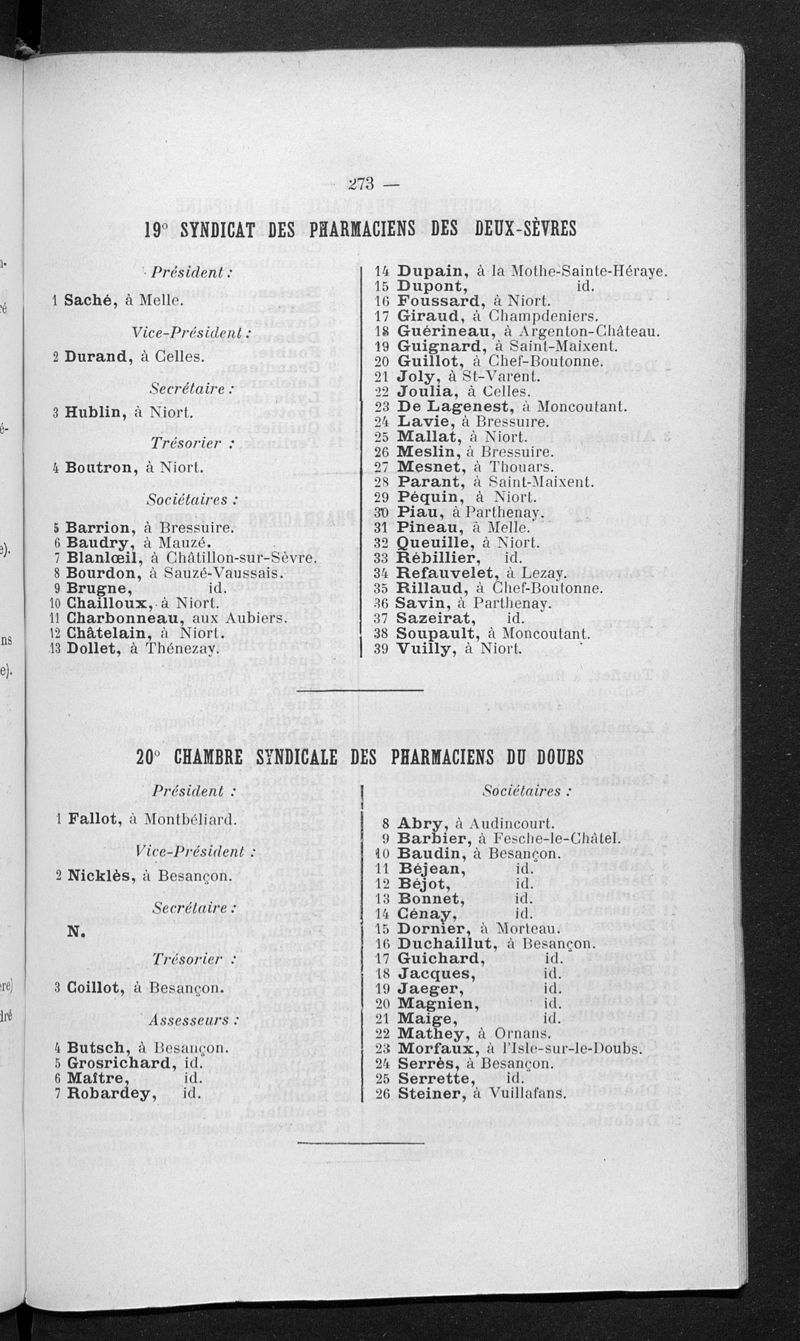 273 —
19° SYNDICAT DES PHARMACIENS DES DEUX-SÈVRES
Président :
1 Saché, à Melle.
Vice-Président :
2 Durand, à Celles.
Secrétaire :
3 Hublin, à Niort.
Trésorier :
4 Boutron, à Niort.
Sociétaires :
5 Barrion, à Bressuire.
6 Baudry, à Mauzé.
7 Blanlœil, à Châtillon-sur-Sèvre.
8 Bourdon, à Sauzé-Vaussais.
9 Brugne, id.
10 Chailloux, à Niort.
11 Charbonneau, aux Aubiers.
12 Châtelain, à Niort.
13 Dollet, à Thénezay.
14 Dupain, à la Mothe-Sainte-Héraye.
15 Dupont, id.
16 Foussard, à Niort.
17 Giraud, à Champdeniers.
18 Guérineau, à Argenton-Château.
19 Guignard, à Saint-Maixent.
20 Guillot, à Chef-Boutonne.
21 Joly, à St-Varent.
22 Joulia, à Celles.
23 De Lagenest, à Moncoutant.
24 Lavie, à Bressuire.
25 Mallat, à Niort.
26 Meslin, à Bressuire.
27 Mesnet, à Thouars.
28 Parant, à Saint-Maixent.
29 Péquin, à Niort.
30 Piau, à Parthenay.
31 Pineau, à Melle.
32 Queuille, à Niort.
33 Rébillier, id.
34 Refauvelet, à Lezay.
35 Rillaud, à Chef-Boutonne.
36 Savin, à Parthenay.
37 Sazeirat, id.
38 Soupault, à Moncoutant.
39 Vuilly, à Niort.
20° CHAMBRE SYNDICALE DES PHARMACIENS DU DOUBS
Président :
1 Fallot, à Montbéliard.
Vice-Président :
2 Nicklès, à Besançon.
Secrétaire :
N.
Trésorier :
3 Coillot, à Besançon.
Assesseurs :
4 Butsch, à Besançon.
5 Grosrichard, id.
6 Maître, id.
7 Robardey, id.
Sociétaires :
8 Abry, à Audincourt.
9 Barbier, à Fesche-le-Châtel.
10 Baudin, à Besançon.
11 Béjean, id.
12 Béjot, id.
13 Bonnet, id.
14 Cénay, id.
15 Dornier, à Morteau.
16 Duchaillut, à Besançon.
17 Guichard, id.
18 Jacques, id.
19 Jaeger, id.
20 Magnien, id.
21 Maige, id.
22 Mathey, à Ornans.
23 Morfaux, à l'Isle-sur-le-Doubs.
24 Serrès, à Besançon.
25 Serrette, id.
26 Steiner, à Vuillafans.